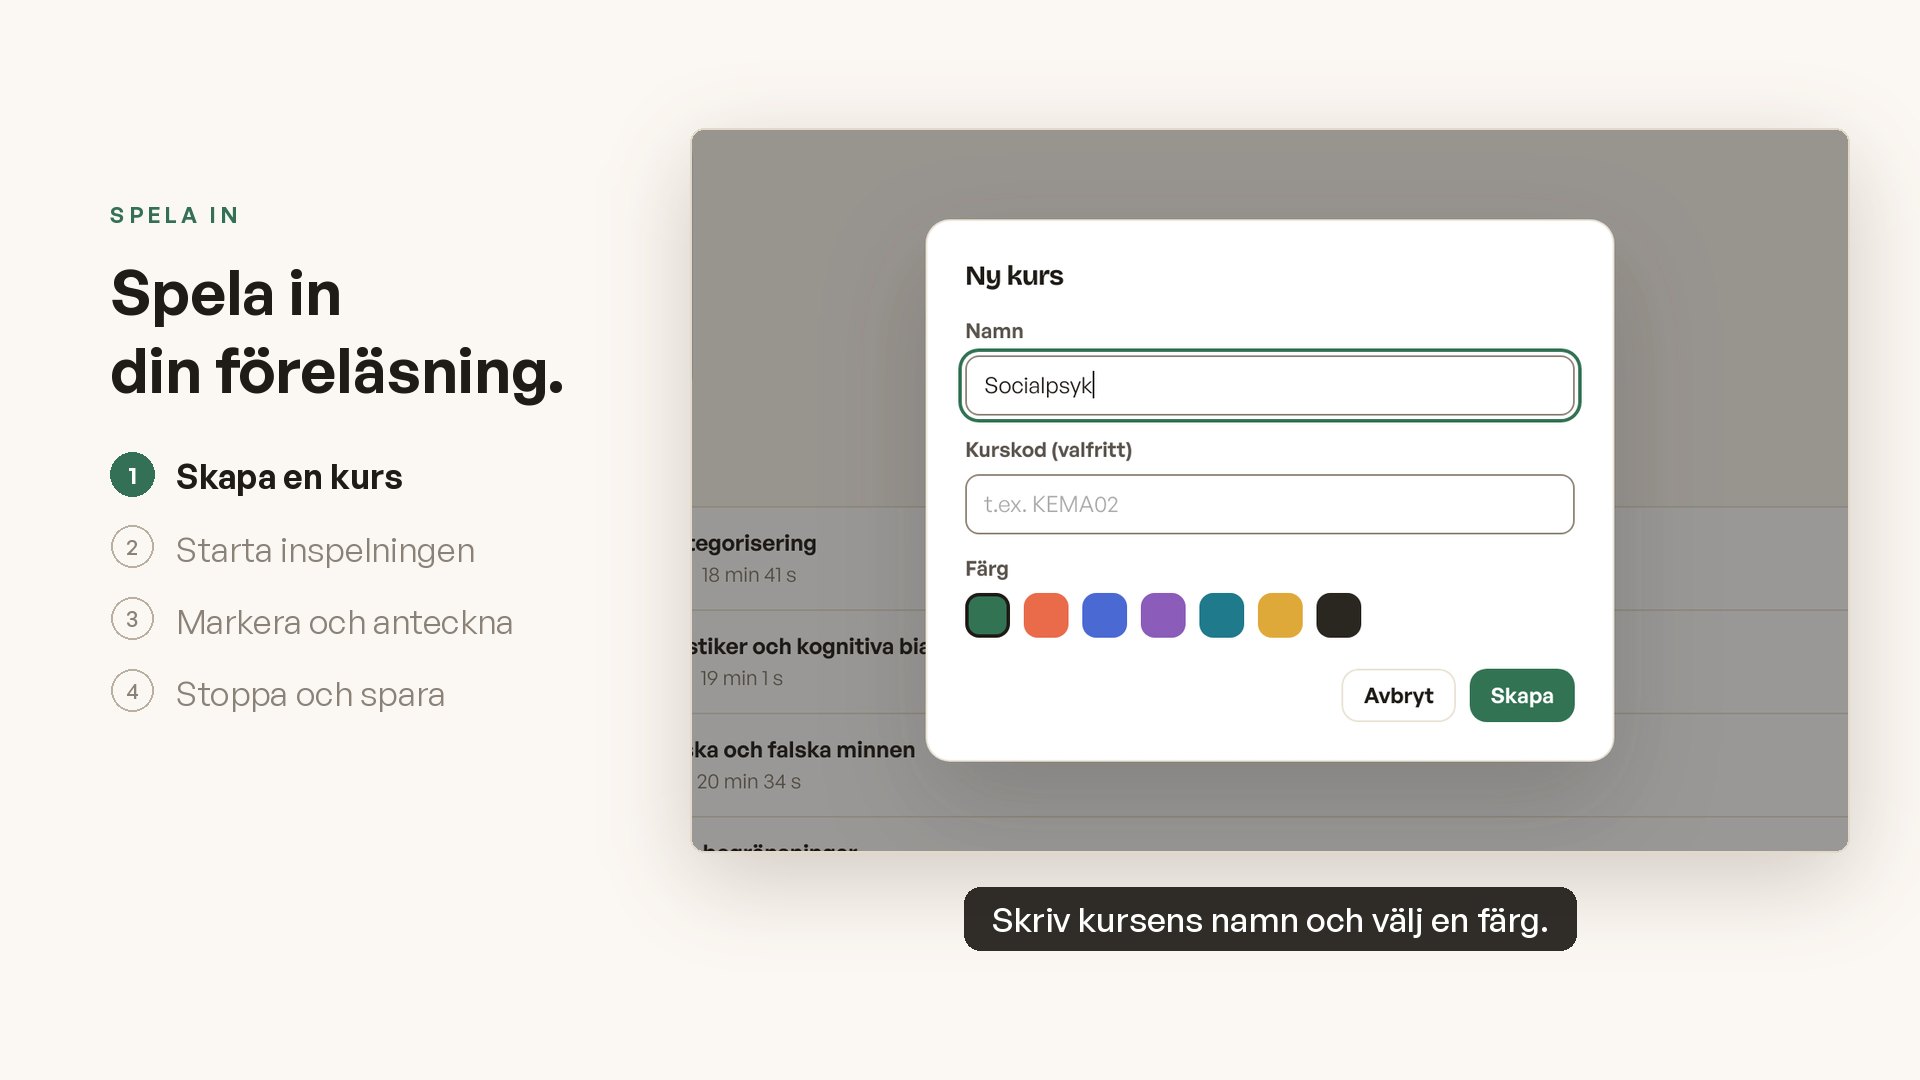 SPELA IN
Spela in
din föreläsning.
1 Skapa en kurs
2 Starta inspelningen
3 Markera och anteckna
4 Stoppa och spara
Ny kurs
Namn
Socialpsyk
Kurskod (valfritt)
t.ex. KEMA02
Färg
Avbryt Skapa
tegorisering
18 min 41 s
stiker och kognitiva bia
19 min 1 s
ska och falska minnen
20 min 34 s
Skriv kursens namn och välj en färg.